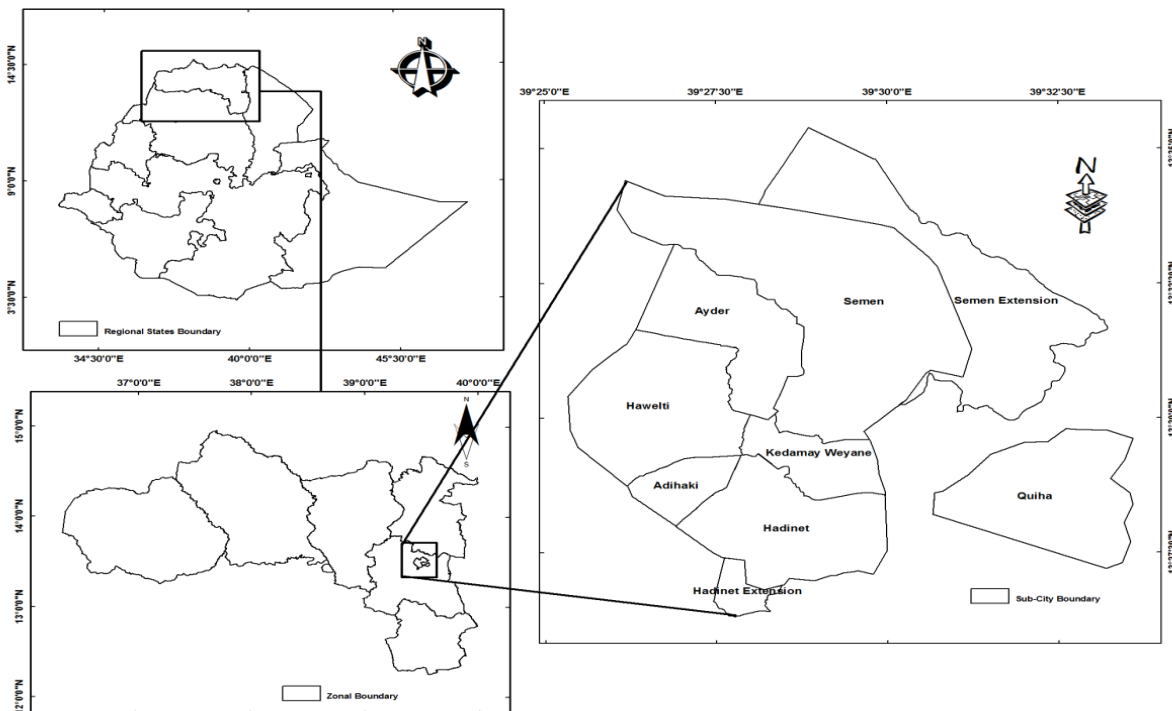 N
14°30'0"N
9°0'0"N
3°30'0"N
Regional States Boundary
34°30'0"E
40°0'0"E
45°30'0"E
37°0'0"E
38°0'0"E
39°0'0"E
40°0'0"E
N
S
15°0'0"N
14°0'0"N
13°0'0"N
12°0'0"N
Zonal Boundary
39°25'0"E
39°27'30"E
39°30'0"E
39°32'30"E
N
Semen
Semen Extension
Ayder
Hawelti
Kedamay Weyane
Adihaki
Quiha
Hadinet
Hadinet Extension
Sub-City Boundary